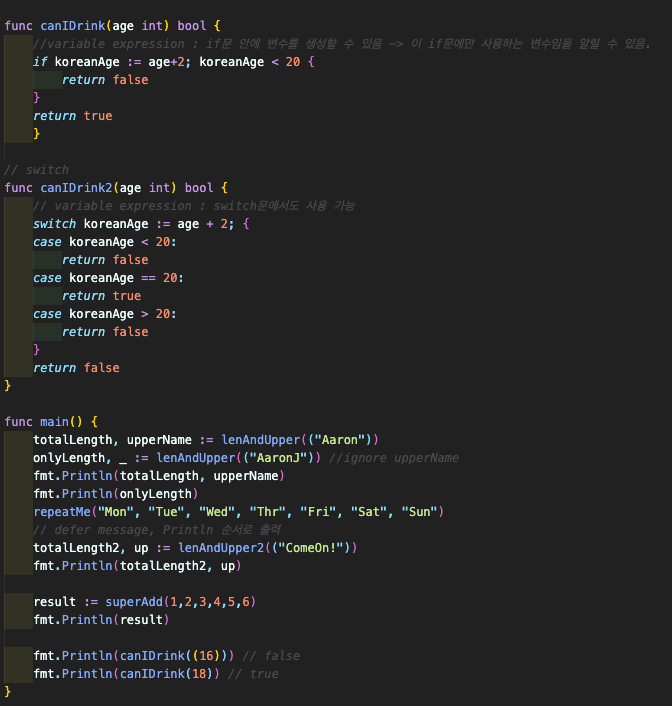 func canIDrink(age int) bool {
    //variable expression : if문 안에 변수를 생성할 수 있음 -> 이 if문에만 사용하는 변수임을 알릴 수 있음.
    if koreanAge := age+2; koreanAge < 20 {
        return false
    }
    return true
    }

// switch
func canIDrink2(age int) bool {
    // variable expression : switch문에서도 사용 가능
    switch koreanAge := age + 2; {
    case koreanAge < 20:
        return false
    case koreanAge == 20:
        return true
    case koreanAge > 20:
        return false
    }
    return false
}

func main() {
    totalLength, upperName := lenAndUpper(("Aaron"))
    onlyLength, _ := lenAndUpper(("AaronJ")) //ignore upperName
    fmt.Println(totalLength, upperName)
    fmt.Println(onlyLength)
    repeatMe("Mon", "Tue", "Wed", "Thr", "Fri", "Sat", "Sun")
    // defer message, Println 순서로 출력
    totalLength2, up := lenAndUpper2(("ComeOn!"))
    fmt.Println(totalLength2, up)

    result := superAdd(1,2,3,4,5,6)
    fmt.Println(result)

    fmt.Println(canIDrink((16))) // false
    fmt.Println(canIDrink(18)) // true
}